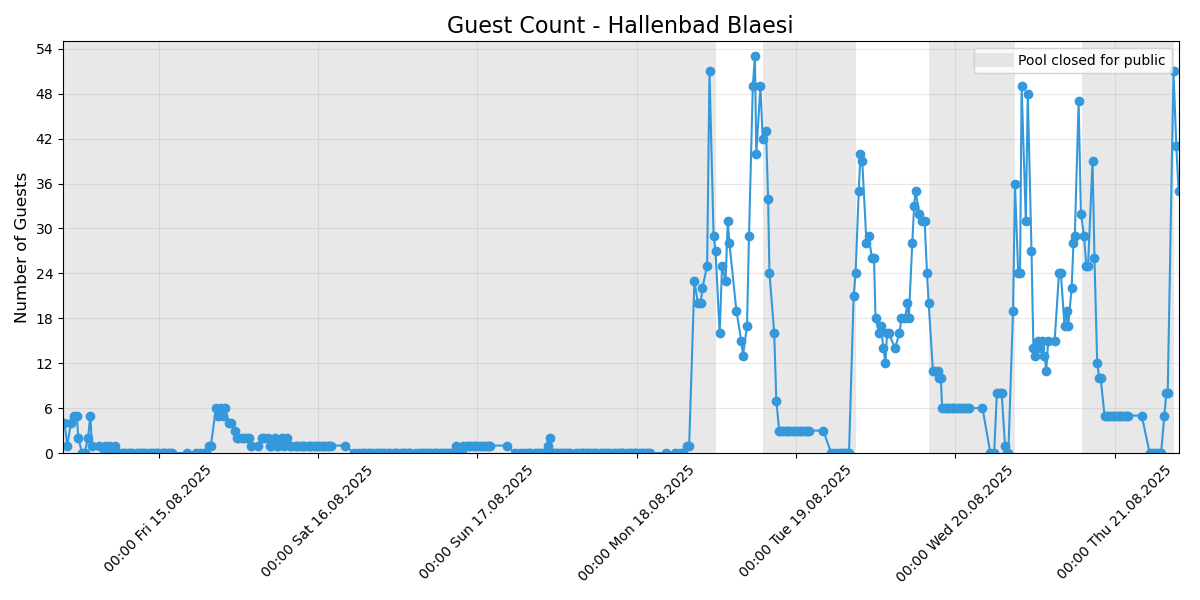 Guest Count - Hallenbad Blaesi
Pool closed for public
Number of Guests
54
48
42
36
30
24
18
12
6
0
00:00 Fri 15.08.2025
00:00 Sat 16.08.2025
00:00 Sun 17.08.2025
00:00 Mon 18.08.2025
00:00 Tue 19.08.2025
00:00 Wed 20.08.2025
00:00 Thu 21.08.2025